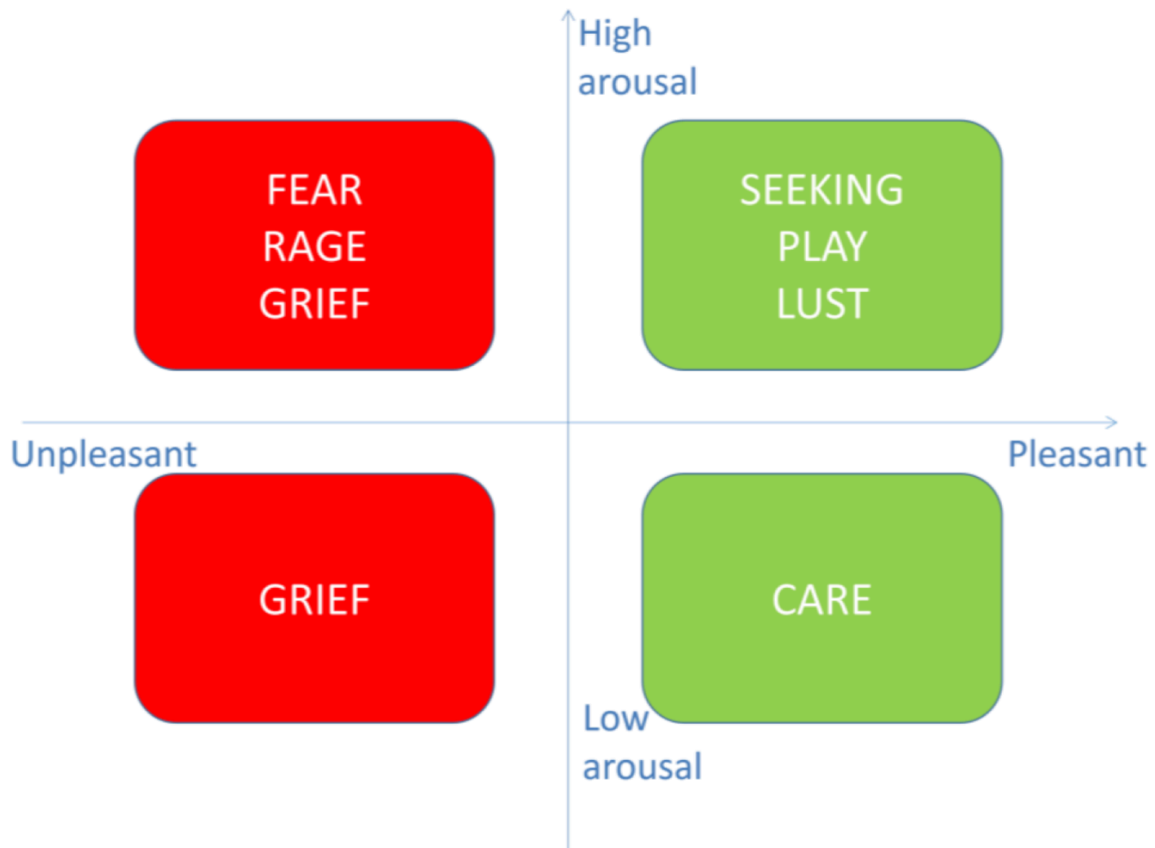 High
arousal
FEAR
RAGE
GRIEF
SEEKING
PLAY
LUST
Unpleasant
Pleasant
GRIEF
CARE
Low
arousal